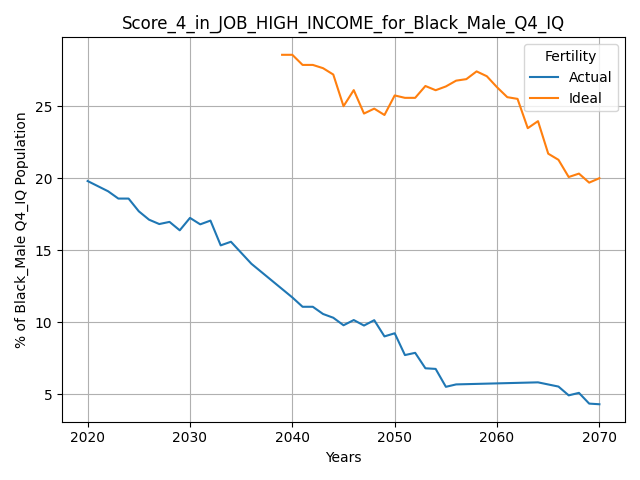 Score_4_in_JOB_HIGH_INCOME_for_Black_Male_Q4_IQ
Fertility
Actual
Ideal
% of Black_Male Q4_IQ Population
25
20
15
10
5
2020 2030 2040 2050 2060 2070
Years